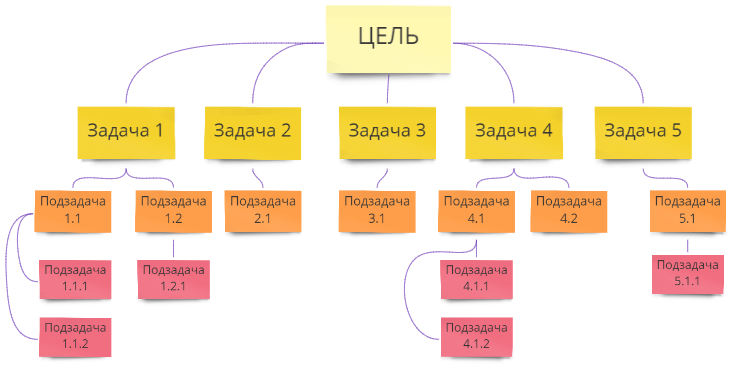 ЦЕЛЬ
Задача 1
Задача 2
Задача 3
Задача 4
Задача 5
Подзадача
1.1
Подзадача
1.2
Подзадача
2.1
Подзадача
3.1
Подзадача
4.1
Подзадача
4.2
Подзадача
5.1
Подзадача
1.1.1
Подзадача
1.2.1
Подзадача
4.1.1
Подзадача
5.1.1
Подзадача
1.1.2
Подзадача
4.1.2